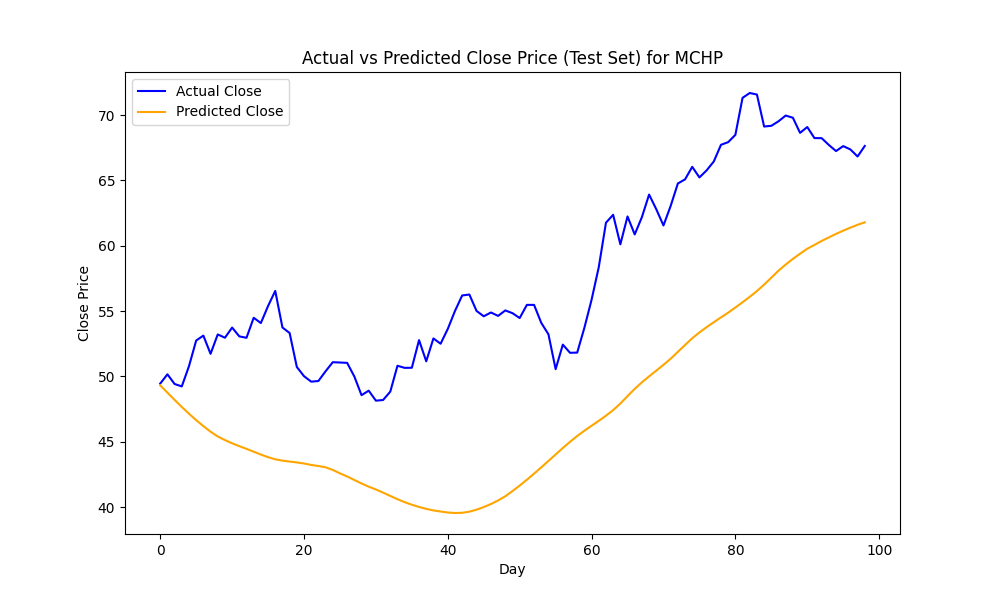 Actual vs Predicted Close Price (Test Set) for MCHP
Actual Close
Predicted Close
Close Price
70
65
60
55
50
45
40
0 20 40 60 80 100
Day